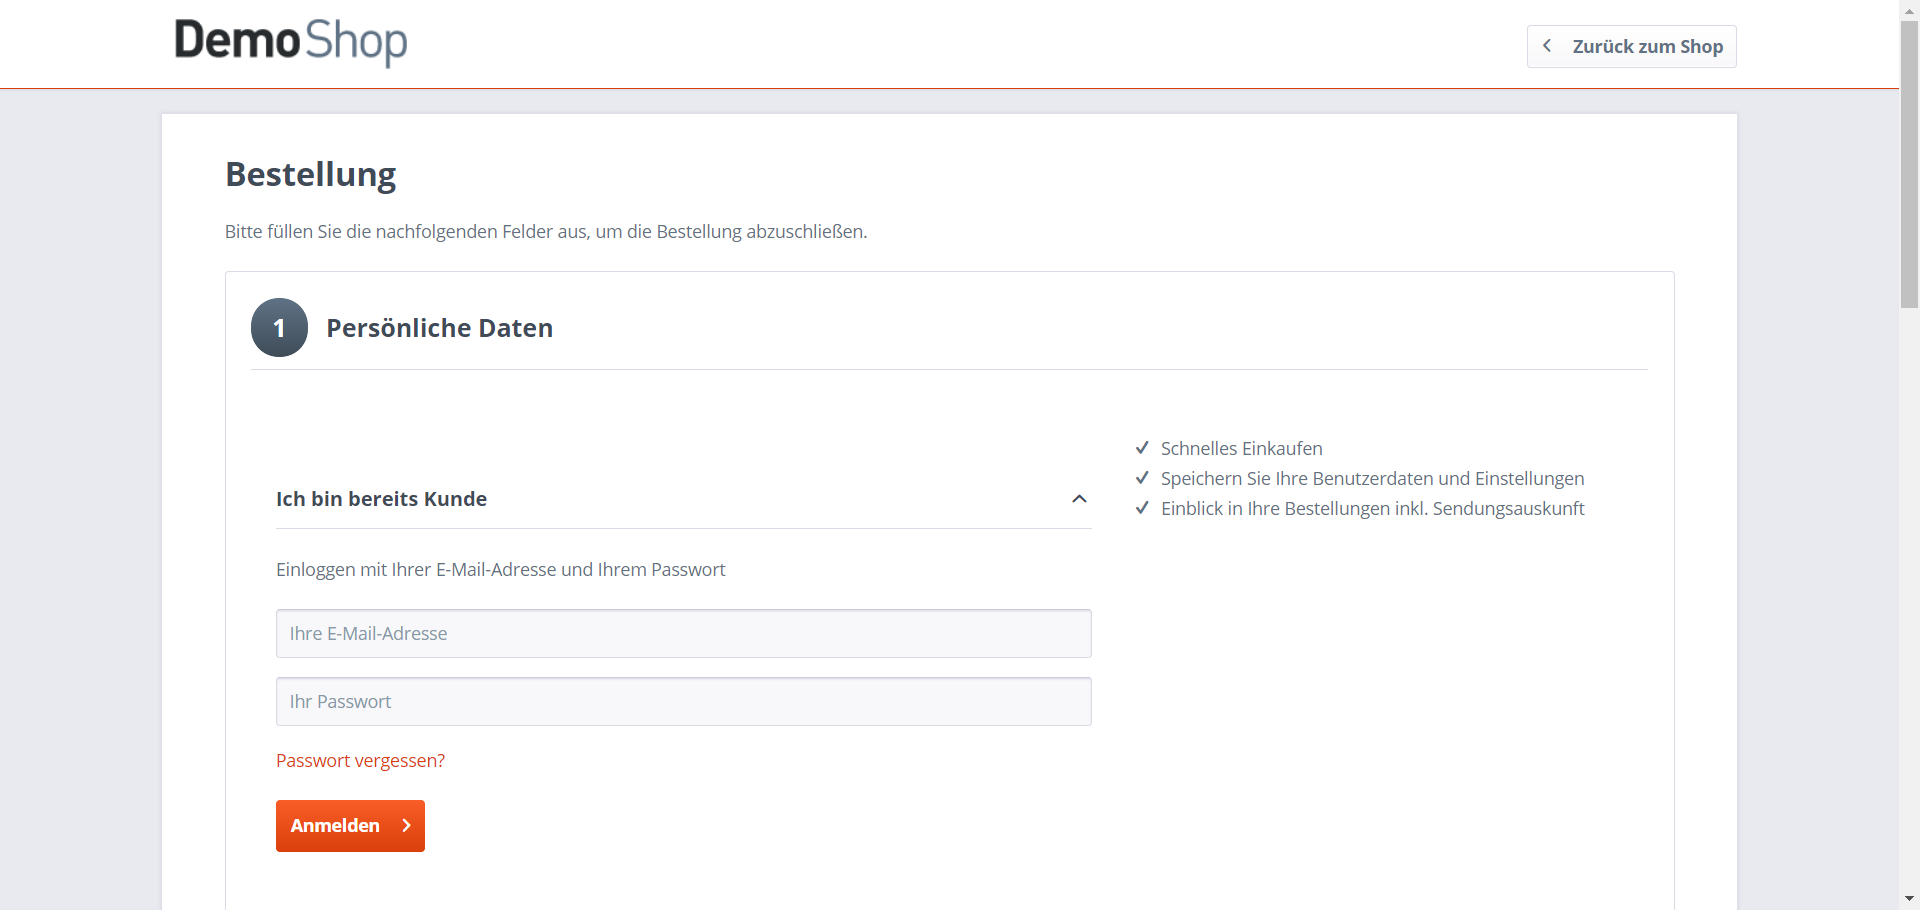 DemoShop
Zurück zum Shop
Bestellung
Bitte füllen Sie die nachfolgenden Felder aus, um die Bestellung abzuschließen.
1 Persönliche Daten
Schnelles Einkaufen
Speichern Sie Ihre Benutzerdaten und Einstellungen
Einblick in Ihre Bestellungen inkl. Sendungsauskunft
Ich bin bereits Kunde
Einloggen mit Ihrer E-Mail-Adresse und Ihrem Passwort
Ihre E-Mail-Adresse
Ihr Passwort
Passwort vergessen?
Anmelden